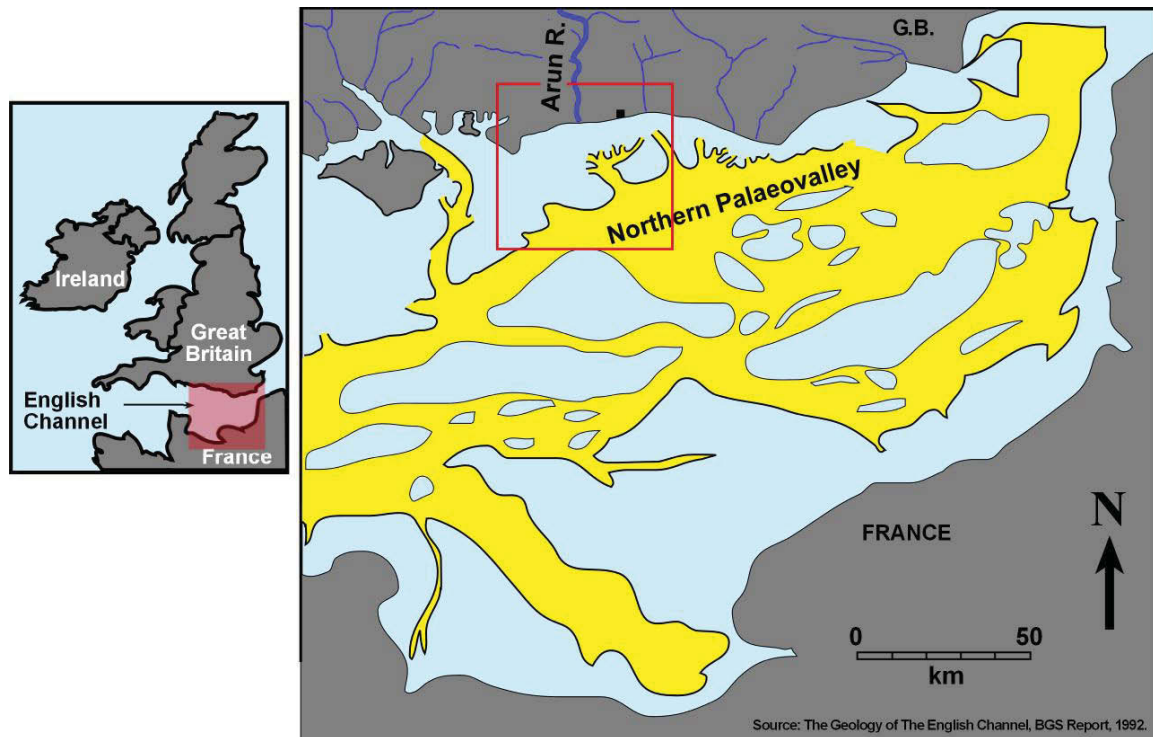 Ireland
Great
Britain
English
Channel
France
Arun R.
G.B.
Northern Palaeovalley
FRANCE
N
0 50
km
Source: The Geology of The English Channel, BGS Report, 1992.